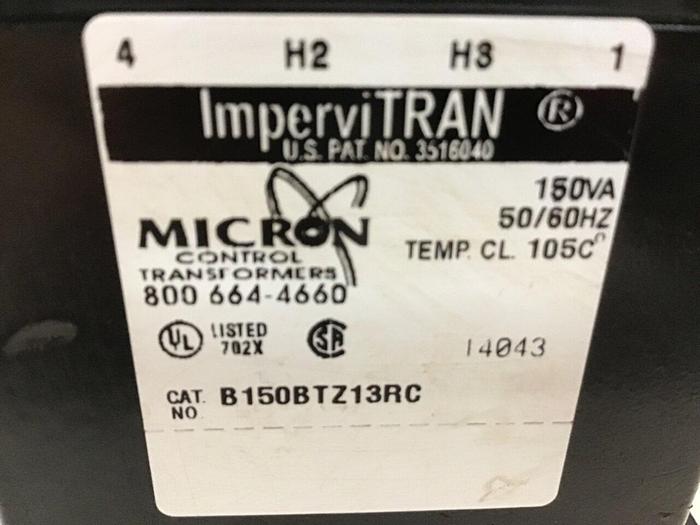 4 H2 H3 1
ImperviTRAN ®
U.S. PAT. NO. 3516040
150VA
50/60HZ
TEMP. CL. 105C°
MICRON
CONTROL
TRANSFORMERS
800 664-4660
UL LISTED
702X
SA
14043
CAT. NO. B150BTZ13RC